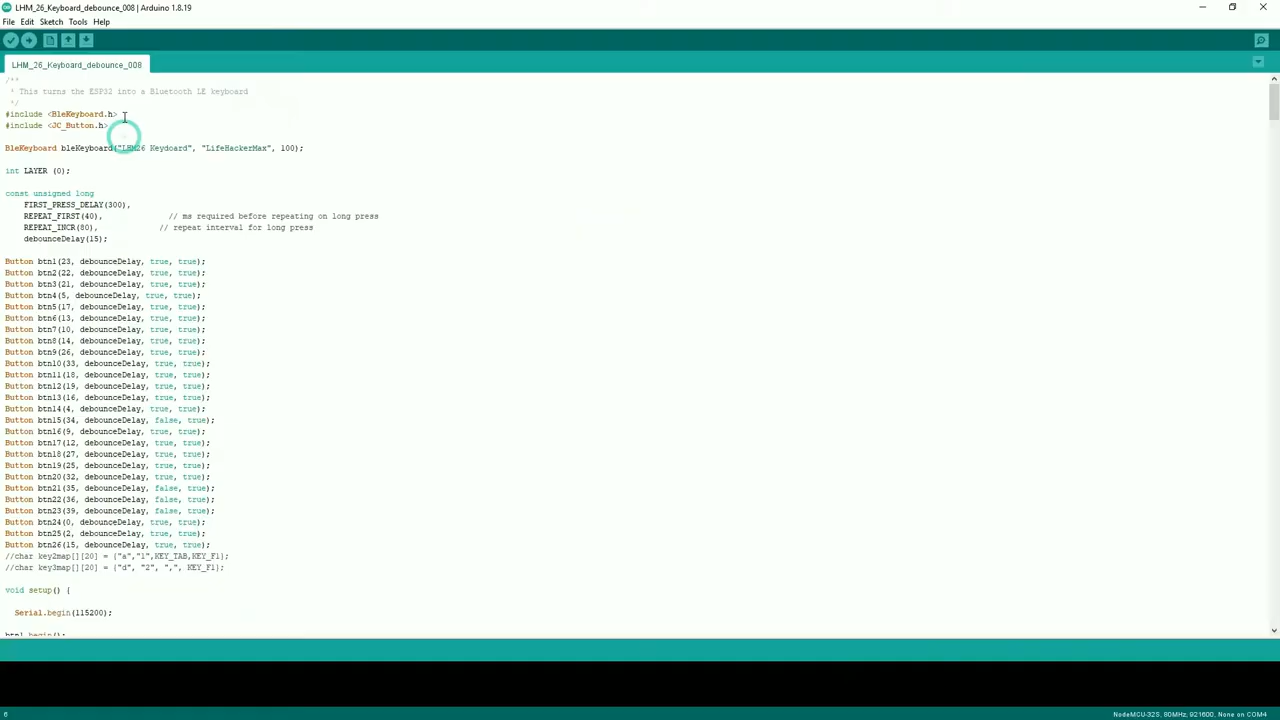 LHM_26_Keyboard_debounce_008 | Arduino 1.8.19
File Edit Sketch Tools Help
LHM_26_Keyboard_debounce_008
/**
* This turns the ESP32 into a Bluetooth LE keyboard
*/
#include <BleKeyboard.h>
#include <JC_Button.h>
BleKeyboard bleKeyboard("LHM26 Keydoard", "LifeHackerMax", 100);
int LAYER {0};
const unsigned long
FIRST_PRESS_DELAY(300),
REPEAT_FIRST(40), // ms required before repeating on long press
REPEAT_INCR(80), // repeat interval for long press
debounceDelay(15);
Button btn1(23, debounceDelay, true, true);
Button btn2(22, debounceDelay, true, true);
Button btn3(21, debounceDelay, true, true);
Button btn4(5, debounceDelay, true, true);
Button btn5(17, debounceDelay, true, true);
Button btn6(13, debounceDelay, true, true);
Button btn7(10, debounceDelay, true, true);
Button btn8(14, debounceDelay, true, true);
Button btn9(26, debounceDelay, true, true);
Button btn10(33, debounceDelay, true, true);
Button btn11(18, debounceDelay, true, true);
Button btn12(19, debounceDelay, true, true);
Button btn13(16, debounceDelay, true, true);
Button btn14(4, debounceDelay, true, true);
Button btn15(34, debounceDelay, false, true);
Button btn16(9, debounceDelay, true, true);
Button btn17(12, debounceDelay, true, true);
Button btn18(27, debounceDelay, true, true);
Button btn19(25, debounceDelay, true, true);
Button btn20(32, debounceDelay, true, true);
Button btn21(35, debounceDelay, false, true);
Button btn22(36, debounceDelay, false, true);
Button btn23(39, debounceDelay, false, true);
Button btn24(0, debounceDelay, true, true);
Button btn25(2, debounceDelay, true, true);
Button btn26(15, debounceDelay, true, true);
//char key2map[][20] = {"a","1",KEY_TAB,KEY_F1};
//char key3map[][20] = {"d", "2", ",", KEY_F1};
void setup() {
Serial.begin(115200);
btn1.begin();
6
NodeMCU-32S, 80MHz, 921600, None on COM4